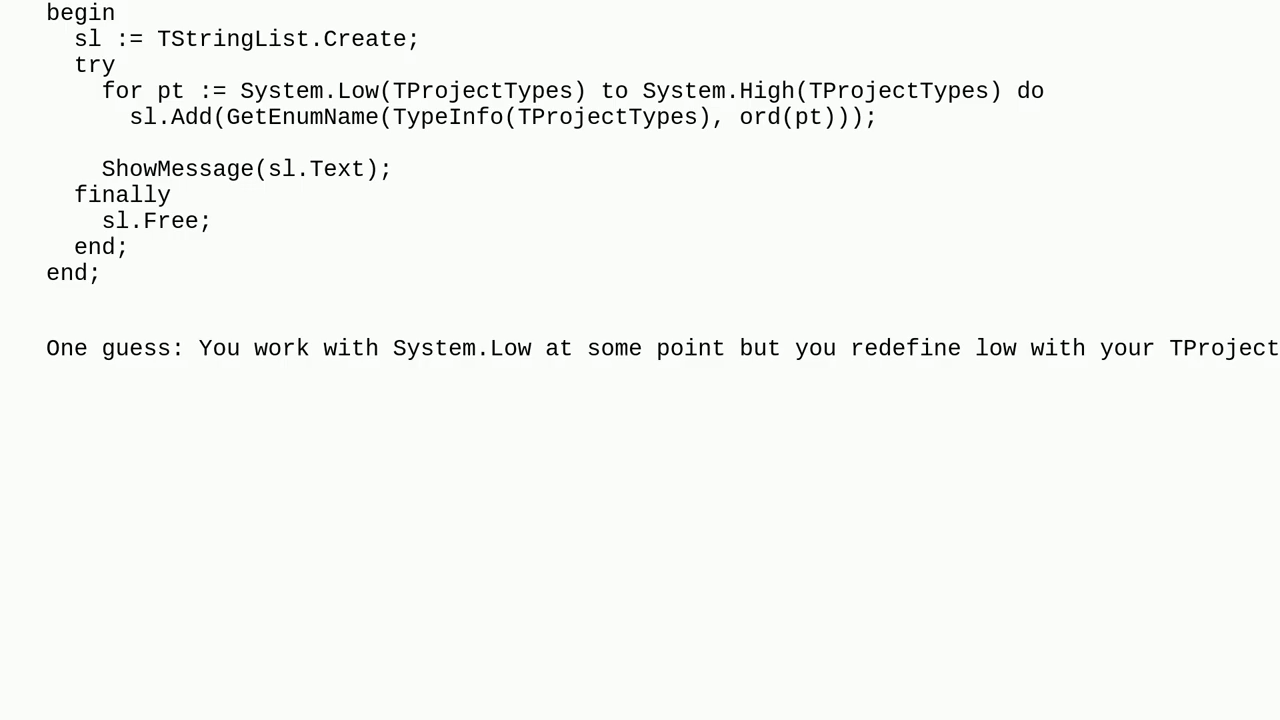 begin
  sl := TStringList.Create;
  try
    for pt := System.Low(TProjectTypes) to System.High(TProjectTypes) do
      sl.Add(GetEnumName(TypeInfo(TProjectTypes), ord(pt)));
    ShowMessage(sl.Text);
  finally
    sl.Free;
  end;
end;
One guess: You work with System.Low at some point but you redefine low with your TProject